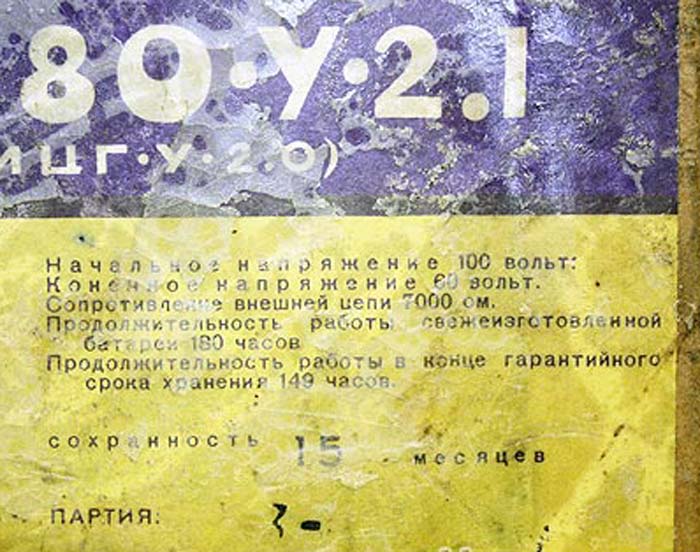 80·У·2.1
ИЦГ·У·2.0)
Начальное напряжение 100 вольт:
Конечное напряжение 60 вольт.
Сопротивление внешней цепи 7000 ом.
Продолжительность работы свежеизготовленной
батареи 180 часов
Продолжительность работы в конце гарантийного
срока хранения 149 часов.
сохранность 15 месяцев
ПАРТИЯ: